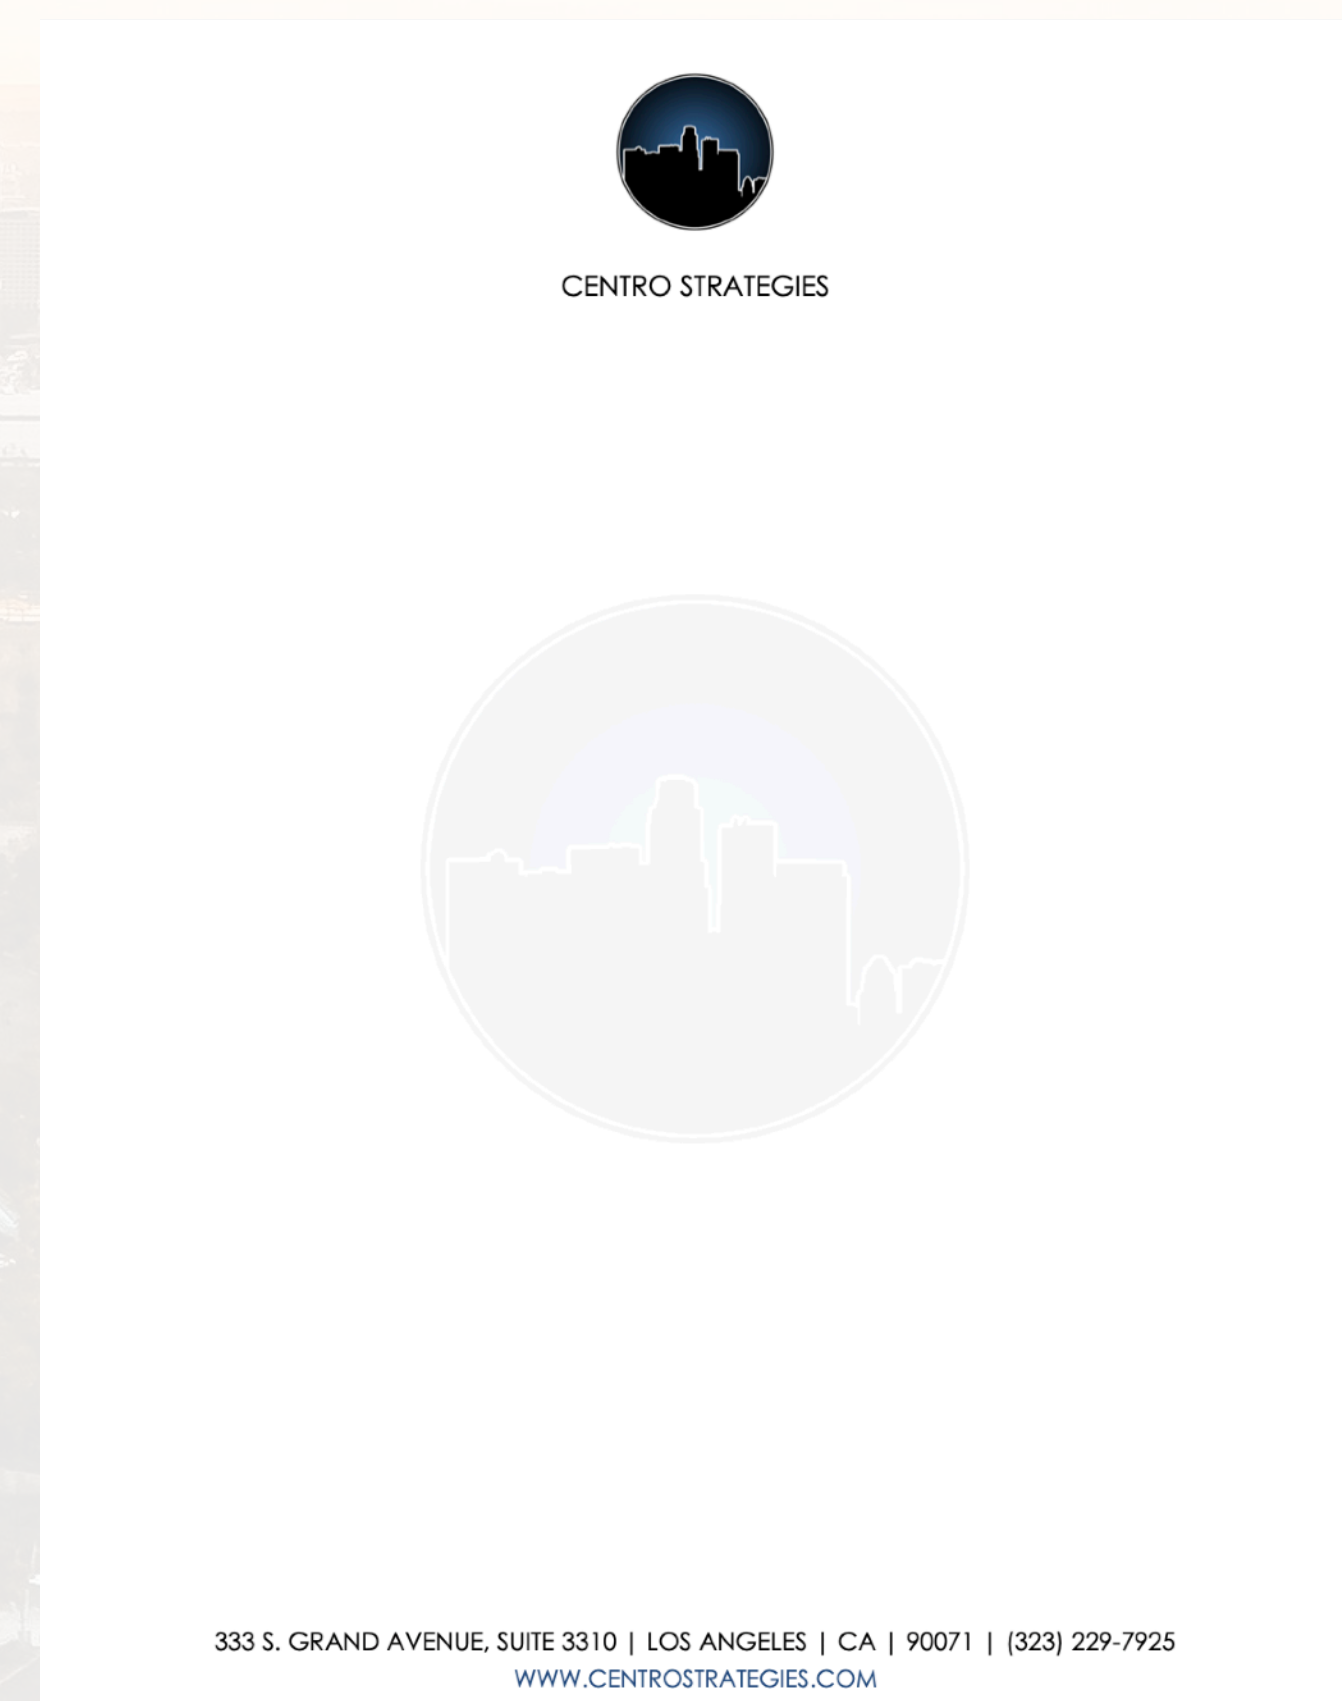 CENTRO STRATEGIES
333 S. GRAND AVENUE, SUITE 3310 | LOS ANGELES | CA | 90071 | (323) 229-7925
WWW.CENTROSTRATEGIES.COM